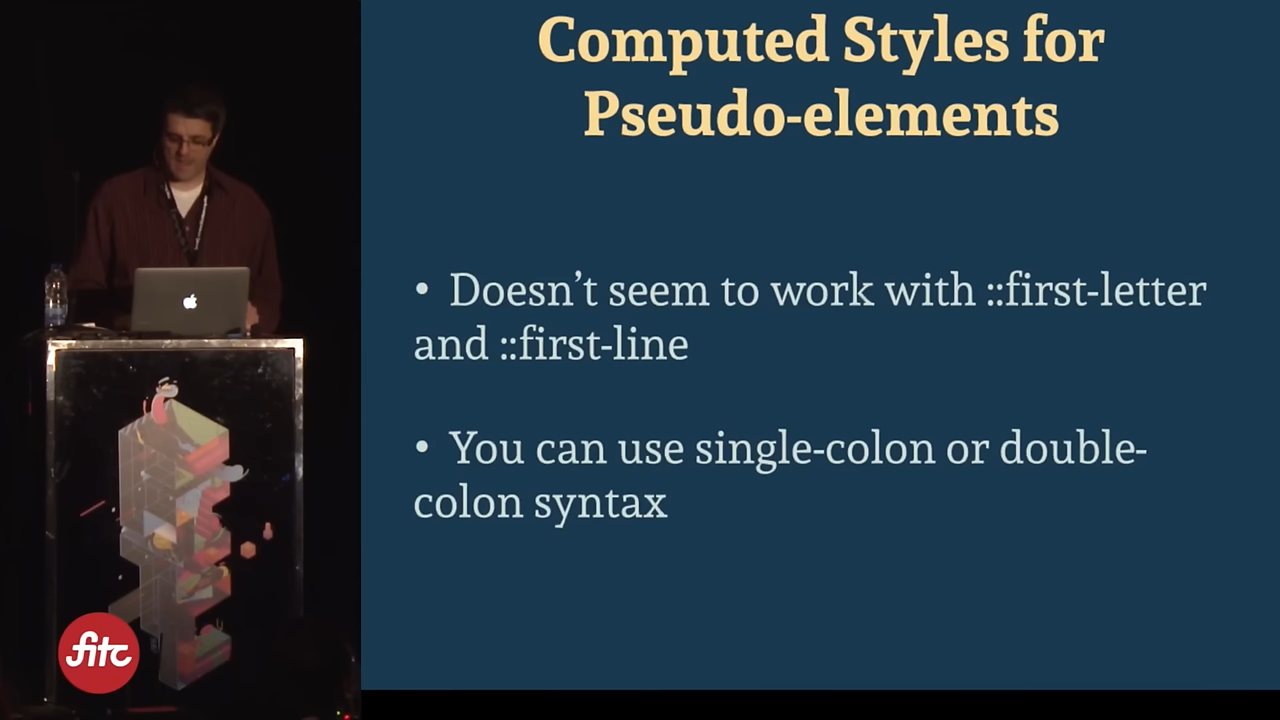 Computed Styles for
Pseudo-elements
• Doesn’t seem to work with ::first-letter
and ::first-line
• You can use single-colon or double-
colon syntax
fitc